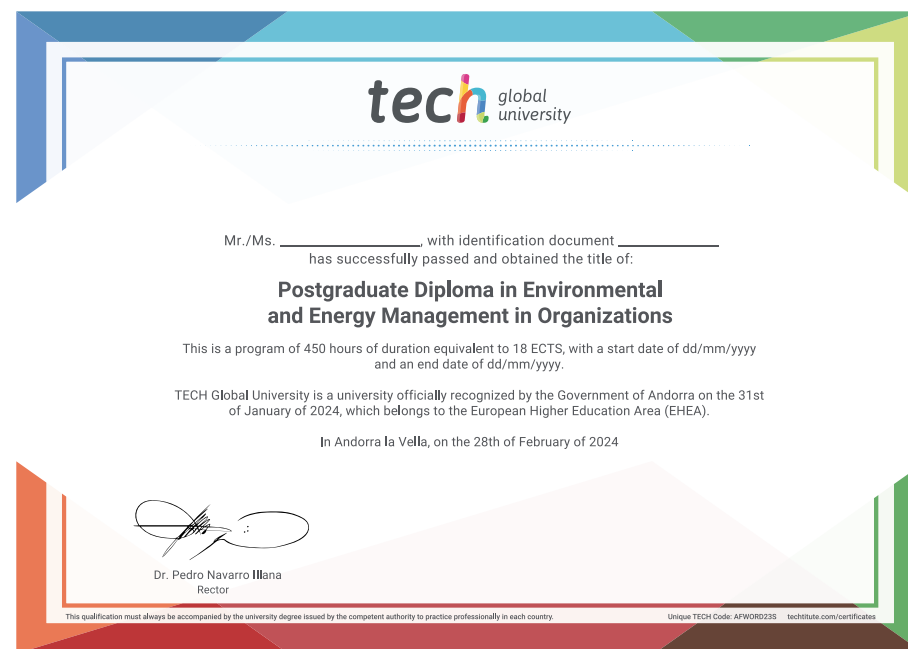 tech global university
Mr./Ms. ____________________, with identification document ______________
has successfully passed and obtained the title of:
Postgraduate Diploma in Environmental
and Energy Management in Organizations
This is a program of 450 hours of duration equivalent to 18 ECTS, with a start date of dd/mm/yyyy
and an end date of dd/mm/yyyy.
TECH Global University is a university officially recognized by the Government of Andorra on the 31st
of January of 2024, which belongs to the European Higher Education Area (EHEA).
In Andorra la Vella, on the 28th of February of 2024
Dr. Pedro Navarro Illana
Rector
This qualification must always be accompanied by the university degree issued by the competent authority to practice professionally in each country. Unique TECH Code: AFWORD23S techtitute.com/certificates